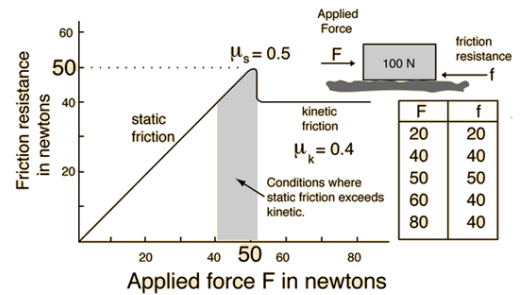 Applied
Force
F
100 N
friction
resistance
f
Friction resistance
in newtons
60
50
40
20
μs = 0.5
static
friction
kinetic
friction
μk = 0.4
Conditions where
static friction exceeds
kinetic.
20
40
50
60
80
Applied force F in newtons
F f
20 20
40 40
50 50
60 40
80 40